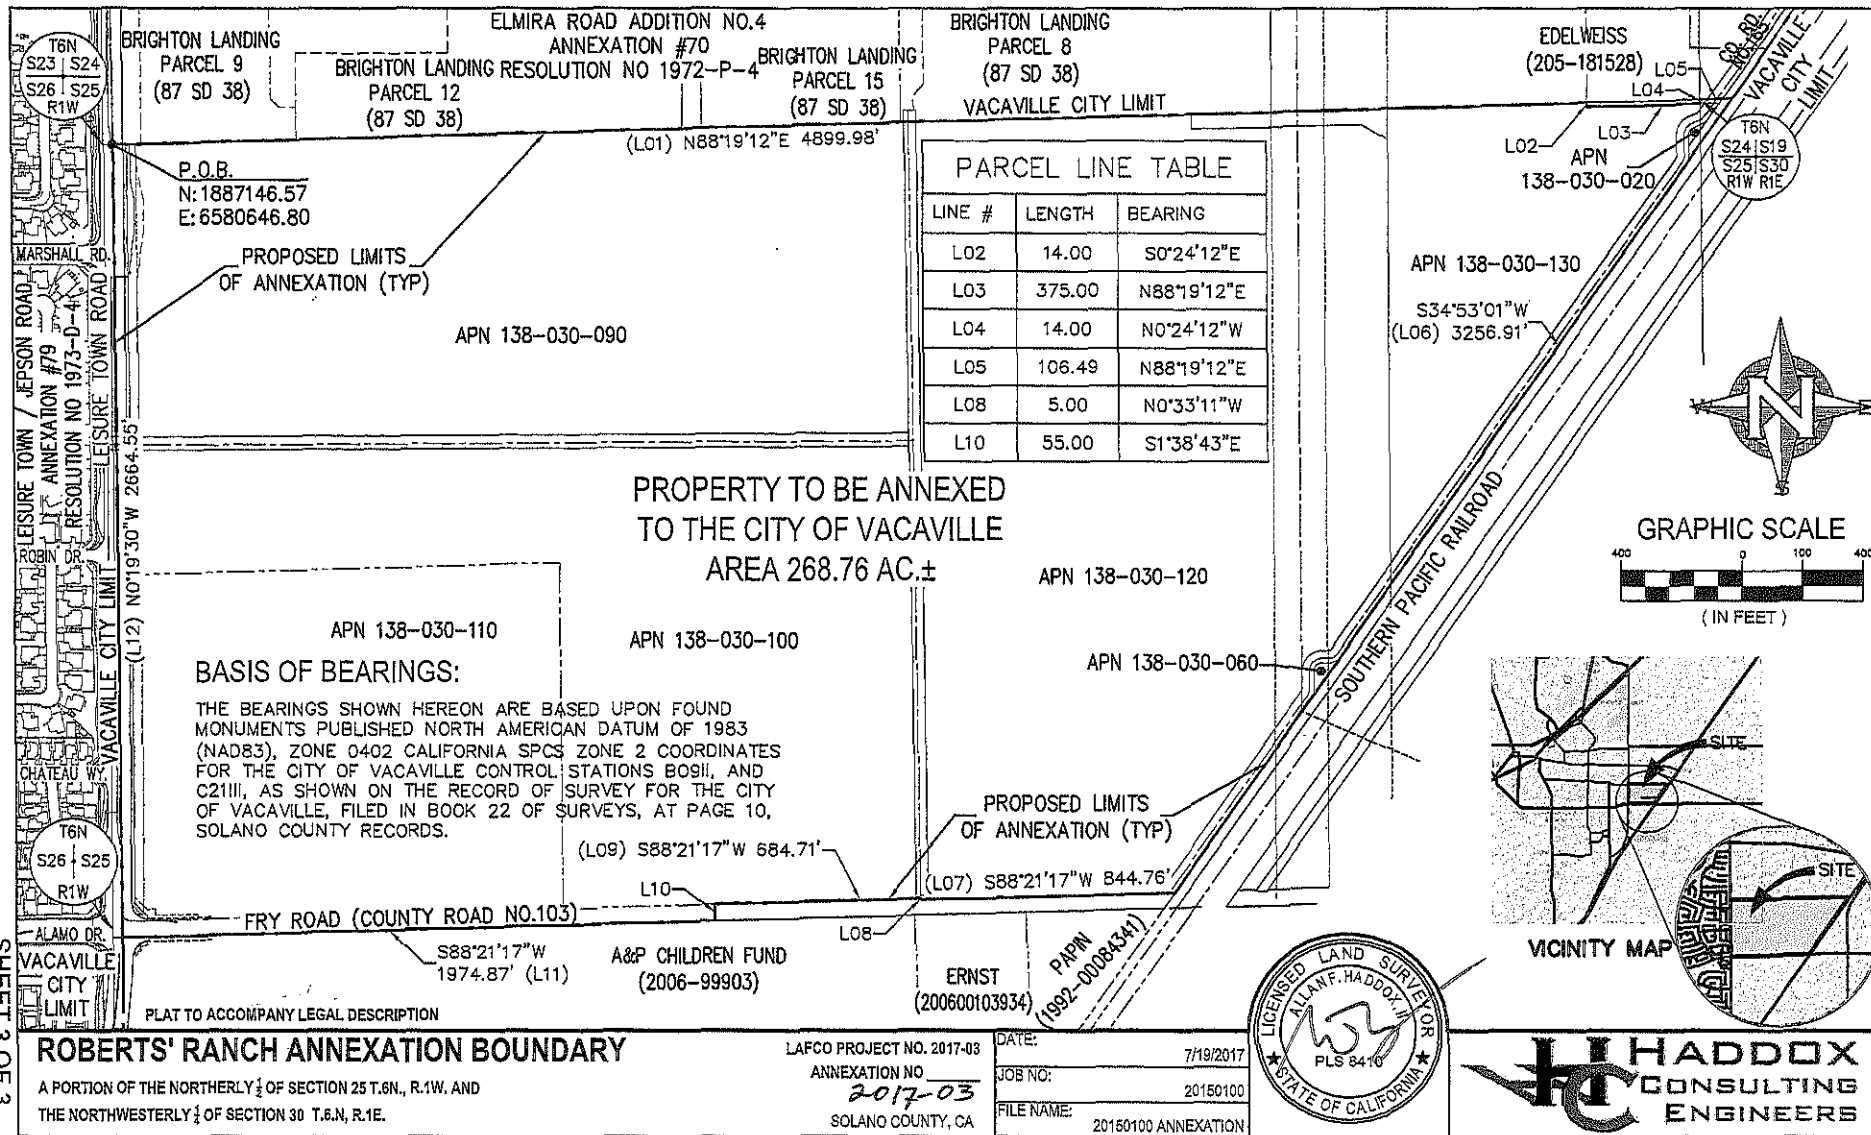 T6N
S23 S24
S26 S25
R1W
BRIGHTON LANDING
PARCEL 9
(87 SD 38)
ELMIRA ROAD ADDITION NO.4
ANNEXATION #70
RESOLUTION NO 1972-P-4
BRIGHTON LANDING
PARCEL 12
(87 SD 38)
BRIGHTON LANDING
PARCEL 15
(87 SD 38)
BRIGHTON LANDING
PARCEL 8
(87 SD 38)
VACAVILLE CITY LIMIT
EDELWEISS
(205-181528)
L05
L04
L03
L02
CO. RD.
VACAVILLE
CITY
LIMIT
APN
138-030-020
T6N
S24 S19
S25 S30
R1W R1E
(L01) N88°19'12"E 4899.98'
P.O.B.
N:1887146.57
E:6580646.80
PROPOSED LIMITS
OF ANNEXATION (TYP)
MARSHALL RD.
PARCEL LINE TABLE
LINE # LENGTH BEARING
L02 14.00 S0°24'12"E
L03 375.00 N88°19'12"E
L04 14.00 N0°24'12"W
L05 106.49 N88°19'12"E
L08 5.00 N0°33'11"W
L10 55.00 S1°38'43"E
APN 138-030-130
S34°53'01"W
(L06) 3256.91'
APN 138-030-090
LEISURE TOWN / JEPSON ROAD
ANNEXATION #79
RESOLUTION NO 1973-D-4
LEISURE TOWN ROAD
(L12) N0°19'30"W 2664.55'
VACAVILLE CITY LIMIT
ROBIN DR.
CHATEAU WY.
N
W
E
S
GRAPHIC SCALE
400 0 100 400
( IN FEET )
PROPERTY TO BE ANNEXED
TO THE CITY OF VACAVILLE
AREA 268.76 AC.±
APN 138-030-120
APN 138-030-110
APN 138-030-100
APN 138-030-060
SOUTHERN PACIFIC RAILROAD
BASIS OF BEARINGS:
THE BEARINGS SHOWN HEREON ARE BASED UPON FOUND
MONUMENTS PUBLISHED NORTH AMERICAN DATUM OF 1983
(NAD83), ZONE 0402 CALIFORNIA SPCS ZONE 2 COORDINATES
FOR THE CITY OF VACAVILLE CONTROL STATIONS B09II, AND
C21III, AS SHOWN ON THE RECORD OF SURVEY FOR THE CITY
OF VACAVILLE, FILED IN BOOK 22 OF SURVEYS, AT PAGE 10,
SOLANO COUNTY RECORDS.
PROPOSED LIMITS
OF ANNEXATION (TYP)
(L09) S88°21'17"W 684.71'
(L07) S88°21'17"W 844.76'
T6N
S26 S25
R1W
L10
L08
FRY ROAD (COUNTY ROAD NO.103)
ALAMO DR.
VACAVILLE
CITY
LIMIT
S88°21'17"W
1974.87' (L11)
A&P CHILDREN FUND
(2006-99903)
ERNST
(200600103934)
PAPIN
(1992-00084341)
SITE
SITE
VICINITY MAP
PLAT TO ACCOMPANY LEGAL DESCRIPTION
SHEET 3 OF 3
ROBERTS' RANCH ANNEXATION BOUNDARY
A PORTION OF THE NORTHERLY ½ OF SECTION 25 T.6N., R.1W. AND
THE NORTHWESTERLY ¼ OF SECTION 30 T.6.N, R.1E.
LAFCO PROJECT NO. 2017-03
ANNEXATION NO
2017-03
SOLANO COUNTY, CA
DATE: 7/19/2017
JOB NO: 20150100
FILE NAME: 20150100 ANNEXATION
LICENSED LAND SURVEYOR
ALLAN F. HADDOX, II
PLS 8410
STATE OF CALIFORNIA
HADDOX
CONSULTING
ENGINEERS